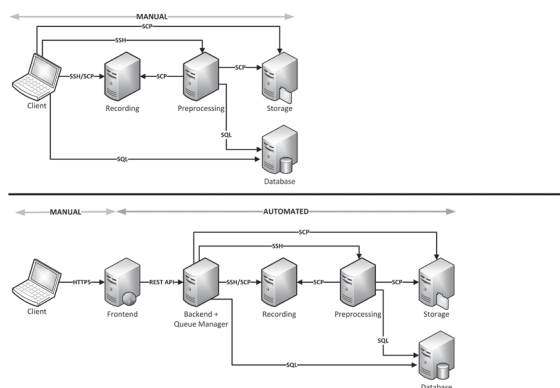 MANUAL
SCP
SSH
SSH/SCP
SCP
SCP
Client
Recording
Preprocessing
Storage
SQL
SQL
Database
MANUAL
AUTOMATED
SCP
SSH
HTTPS
REST API
SSH/SCP
SCP
SCP
Client
Frontend
Backend +
Queue Manager
Recording
Preprocessing
Storage
SQL
SQL
Database